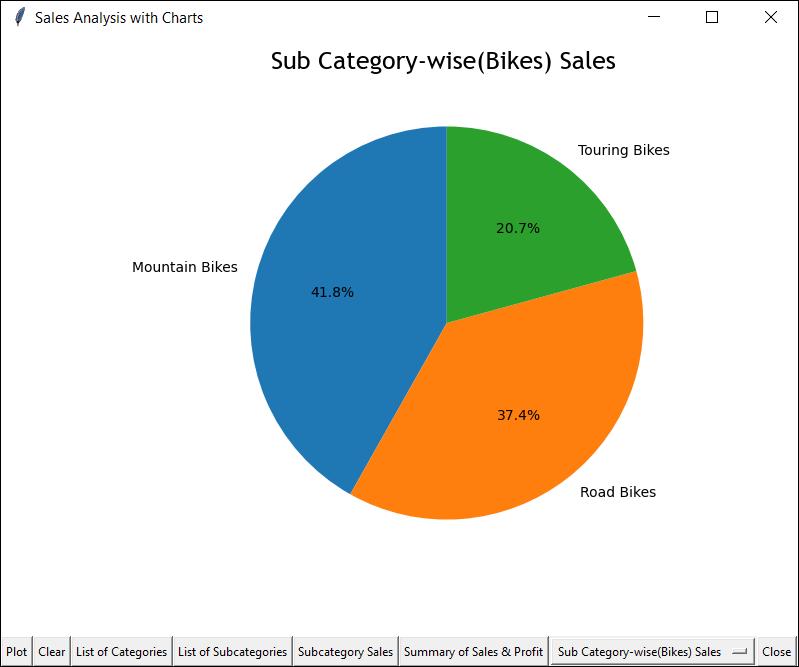 Sales Analysis with Charts
Sub Category-wise(Bikes) Sales
Touring Bikes
20.7%
Mountain Bikes
41.8%
37.4%
Road Bikes
Plot Clear List of Categories List of Subcategories Subcategory Sales Summary of Sales & Profit Sub Category-wise(Bikes) Sales Close